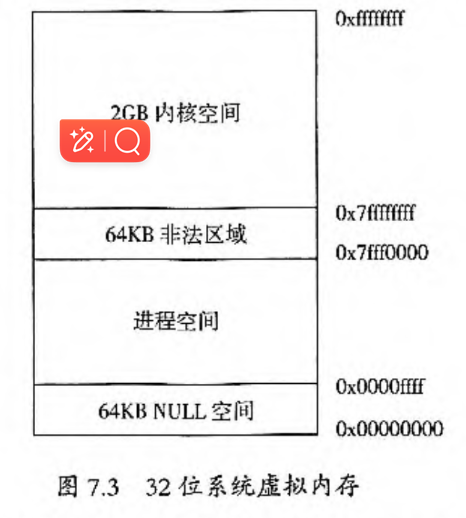 0xffffffff
2GB 内核空间
0x7fffffff
64KB 非法区域
0x7fff0000
进程空间
0x0000ffff
64KB NULL 空间
0x00000000
图 7.3 32 位系统虚拟内存